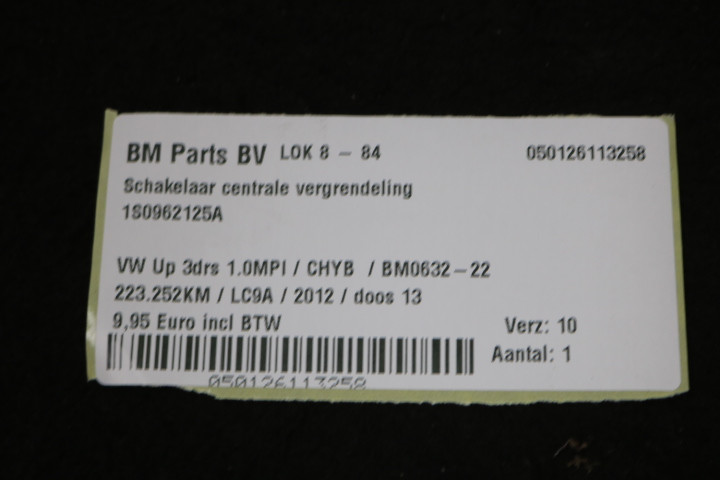 BM Parts BV LOK 8 - 84 050126113258
Schakelaar centrale vergrendeling
1S0962125A
VW Up 3drs 1.0MPI / CHYB / BM0632-22
223.252KM / LC9A / 2012 / doos 13
9,95 Euro incl BTW
Verz: 10
Aantal: 1
050126113258